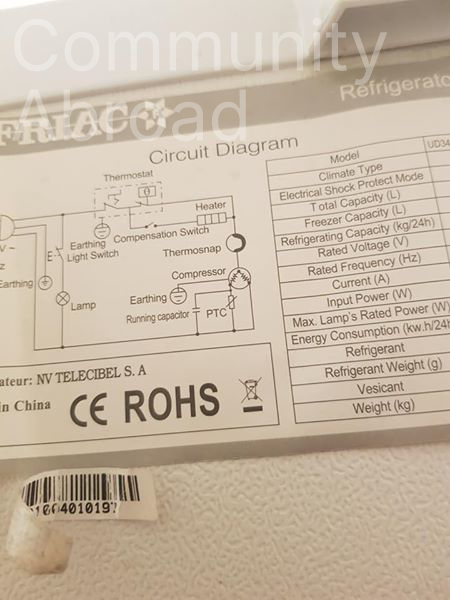 Community
Abroad
FRIAC
Refrigerato
Circuit Diagram
Thermostat
Heater
Compensation Switch
Earthing
Light Switch
Thermosnap
V~
z
Earthing
Compressor
Lamp
Earthing
Running capacitor
PTC
Model
UD34
Climate Type
Electrical Shock Protect Mode
Total Capacity (L)
Freezer Capacity (L)
Refrigerating Capacity (kg/24h)
Rated Voltage (V)
Rated Frequency (Hz)
Current (A)
Input Power (W)
Max. Lamp's Rated Power (W)
Energy Consumption (kw.h/24h
Refrigerant
Refrigerant Weight (g)
Vesicant
Weight (kg)
ateur: NV TELECIBEL S. A
in China
CE ROHS
1004010197